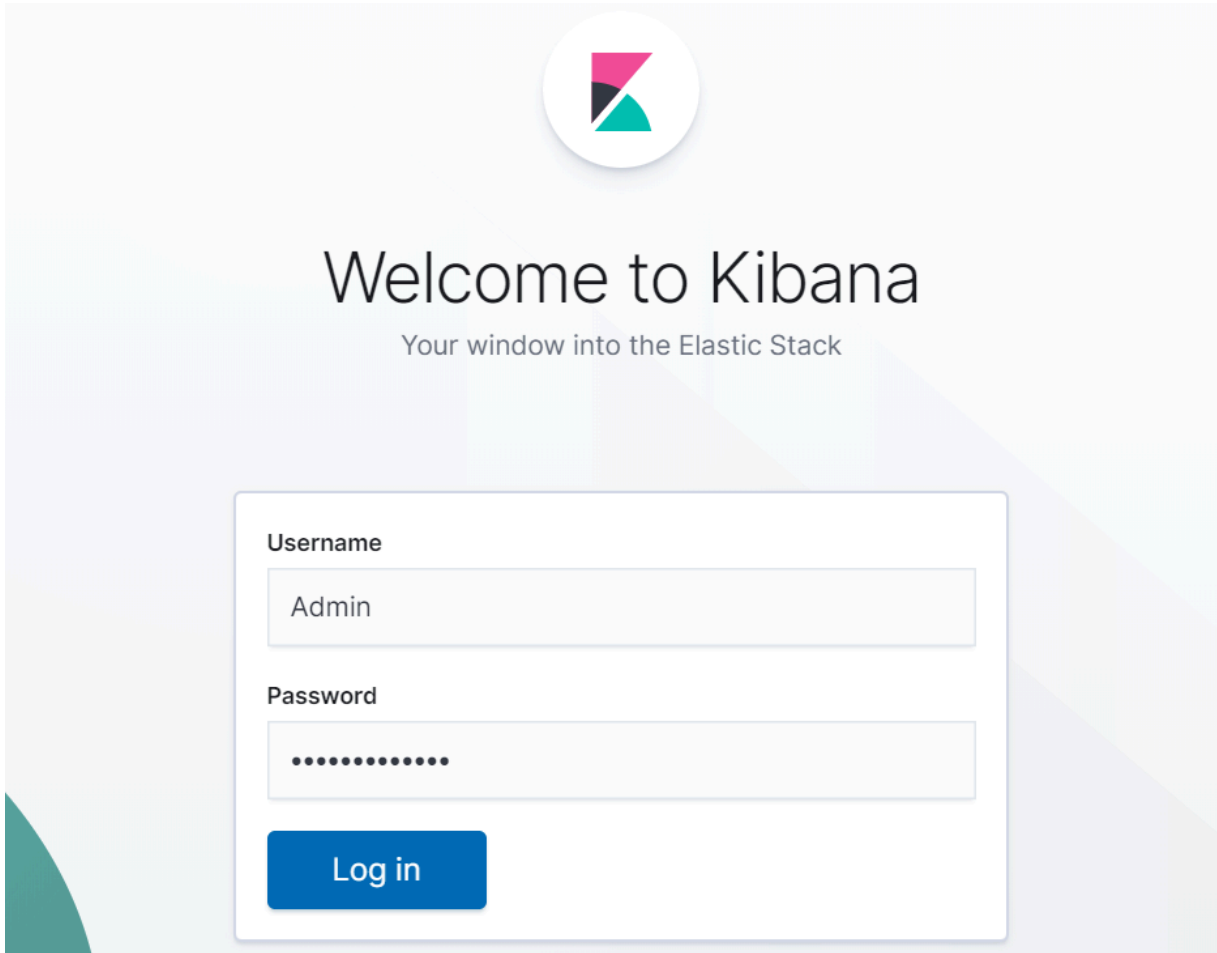 Welcome to Kibana
Your window into the Elastic Stack
Username
Admin
Password
•••••••••••••
Log in